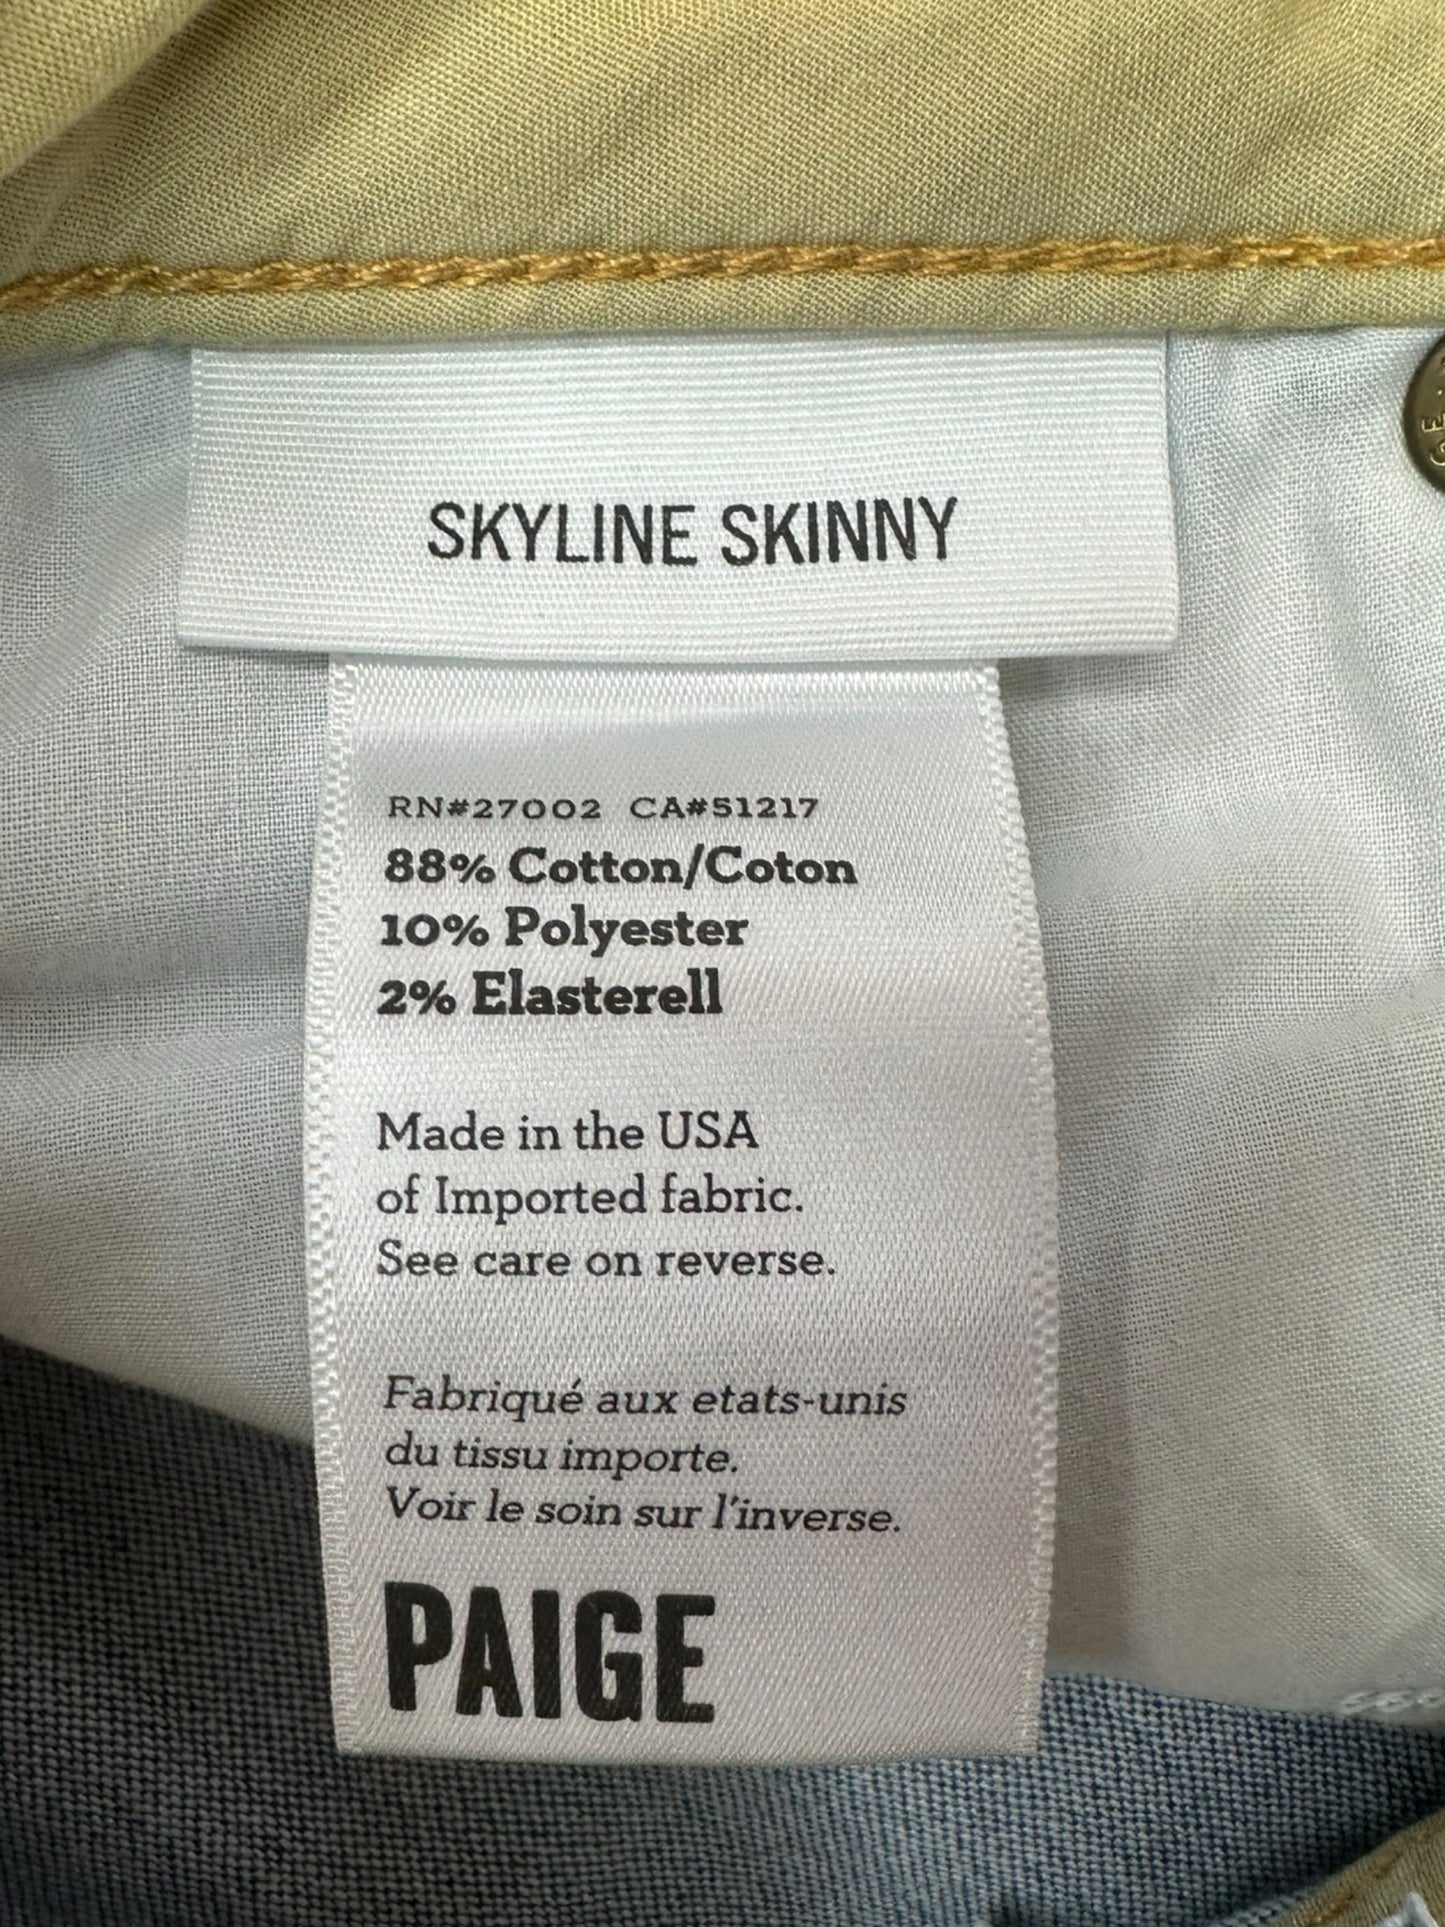 SKYLINE SKINNY
RN#27002 CA#51217
88% Cotton/Coton
10% Polyester
2% Elasterell
Made in the USA
of Imported fabric.
See care on reverse.
Fabriqué aux etats-unis
du tissu importe.
Voir le soin sur l'inverse.
PAIGE